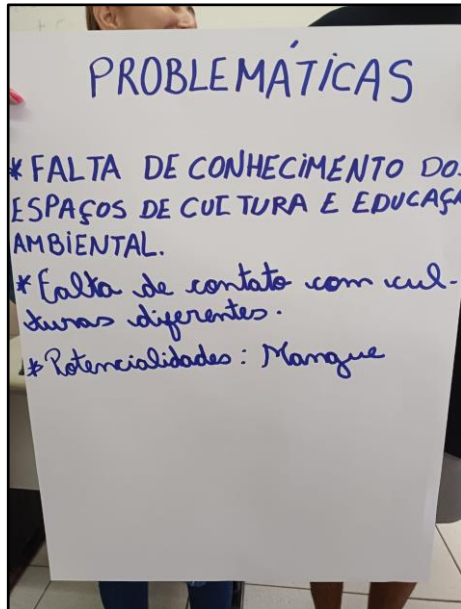 PROBLEMÁTICAS
* FALTA DE CONHECIMENTO DOS
ESPAÇOS DE CULTURA E EDUCAÇÃ
AMBIENTAL.
* Falta de contato com cul-
turas diferentes.
* Potencialidades: Mangue